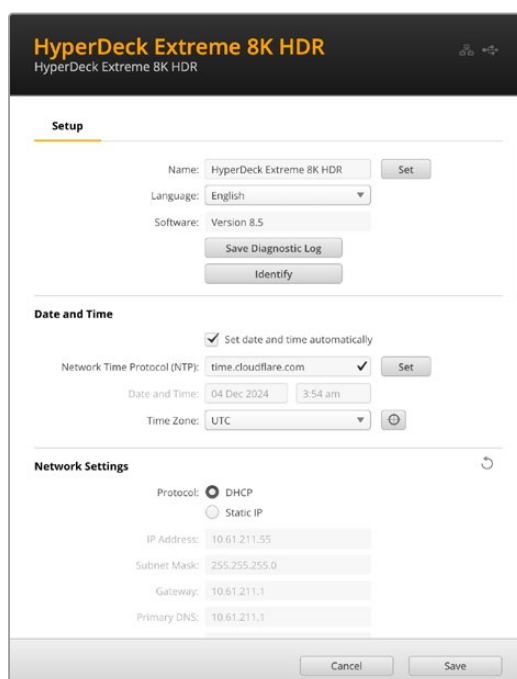 HyperDeck Extreme 8K HDR
HyperDeck Extreme 8K HDR
Setup
Name: HyperDeck Extreme 8K HDR Set
Language: English
Software: Version 8.5
Save Diagnostic Log
Identify
Date and Time
Set date and time automatically
Network Time Protocol (NTP): time.cloudflare.com Set
Date and Time: 04 Dec 2024 3:54 am
Time Zone: UTC
Network Settings
Protocol: DHCP
Static IP
IP Address: 10.61.211.55
Subnet Mask: 255.255.255.0
Gateway: 10.61.211.1
Primary DNS: 10.61.211.1
Cancel Save